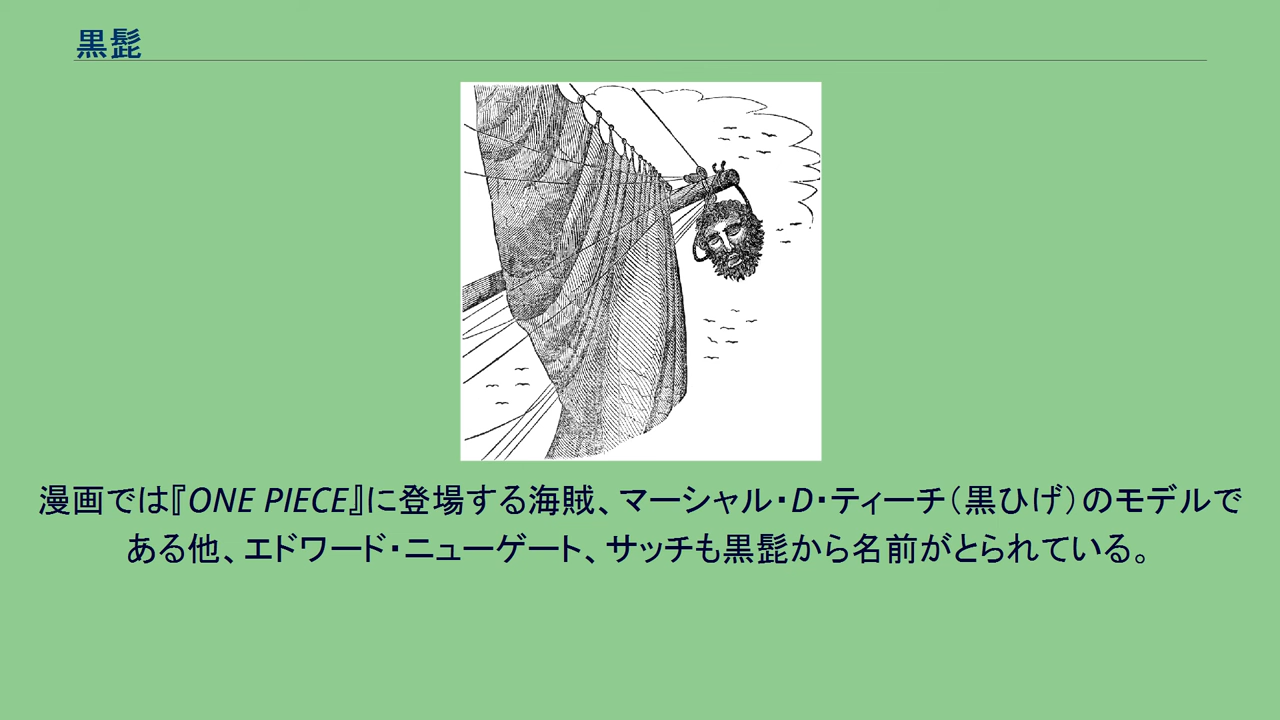 黒髭
漫画では『ONE PIECE』に登場する海賊、マーシャル・D・ティーチ（黒ひげ）のモデルで
ある他、エドワード・ニューゲート、サッチも黒髭から名前がとられている。